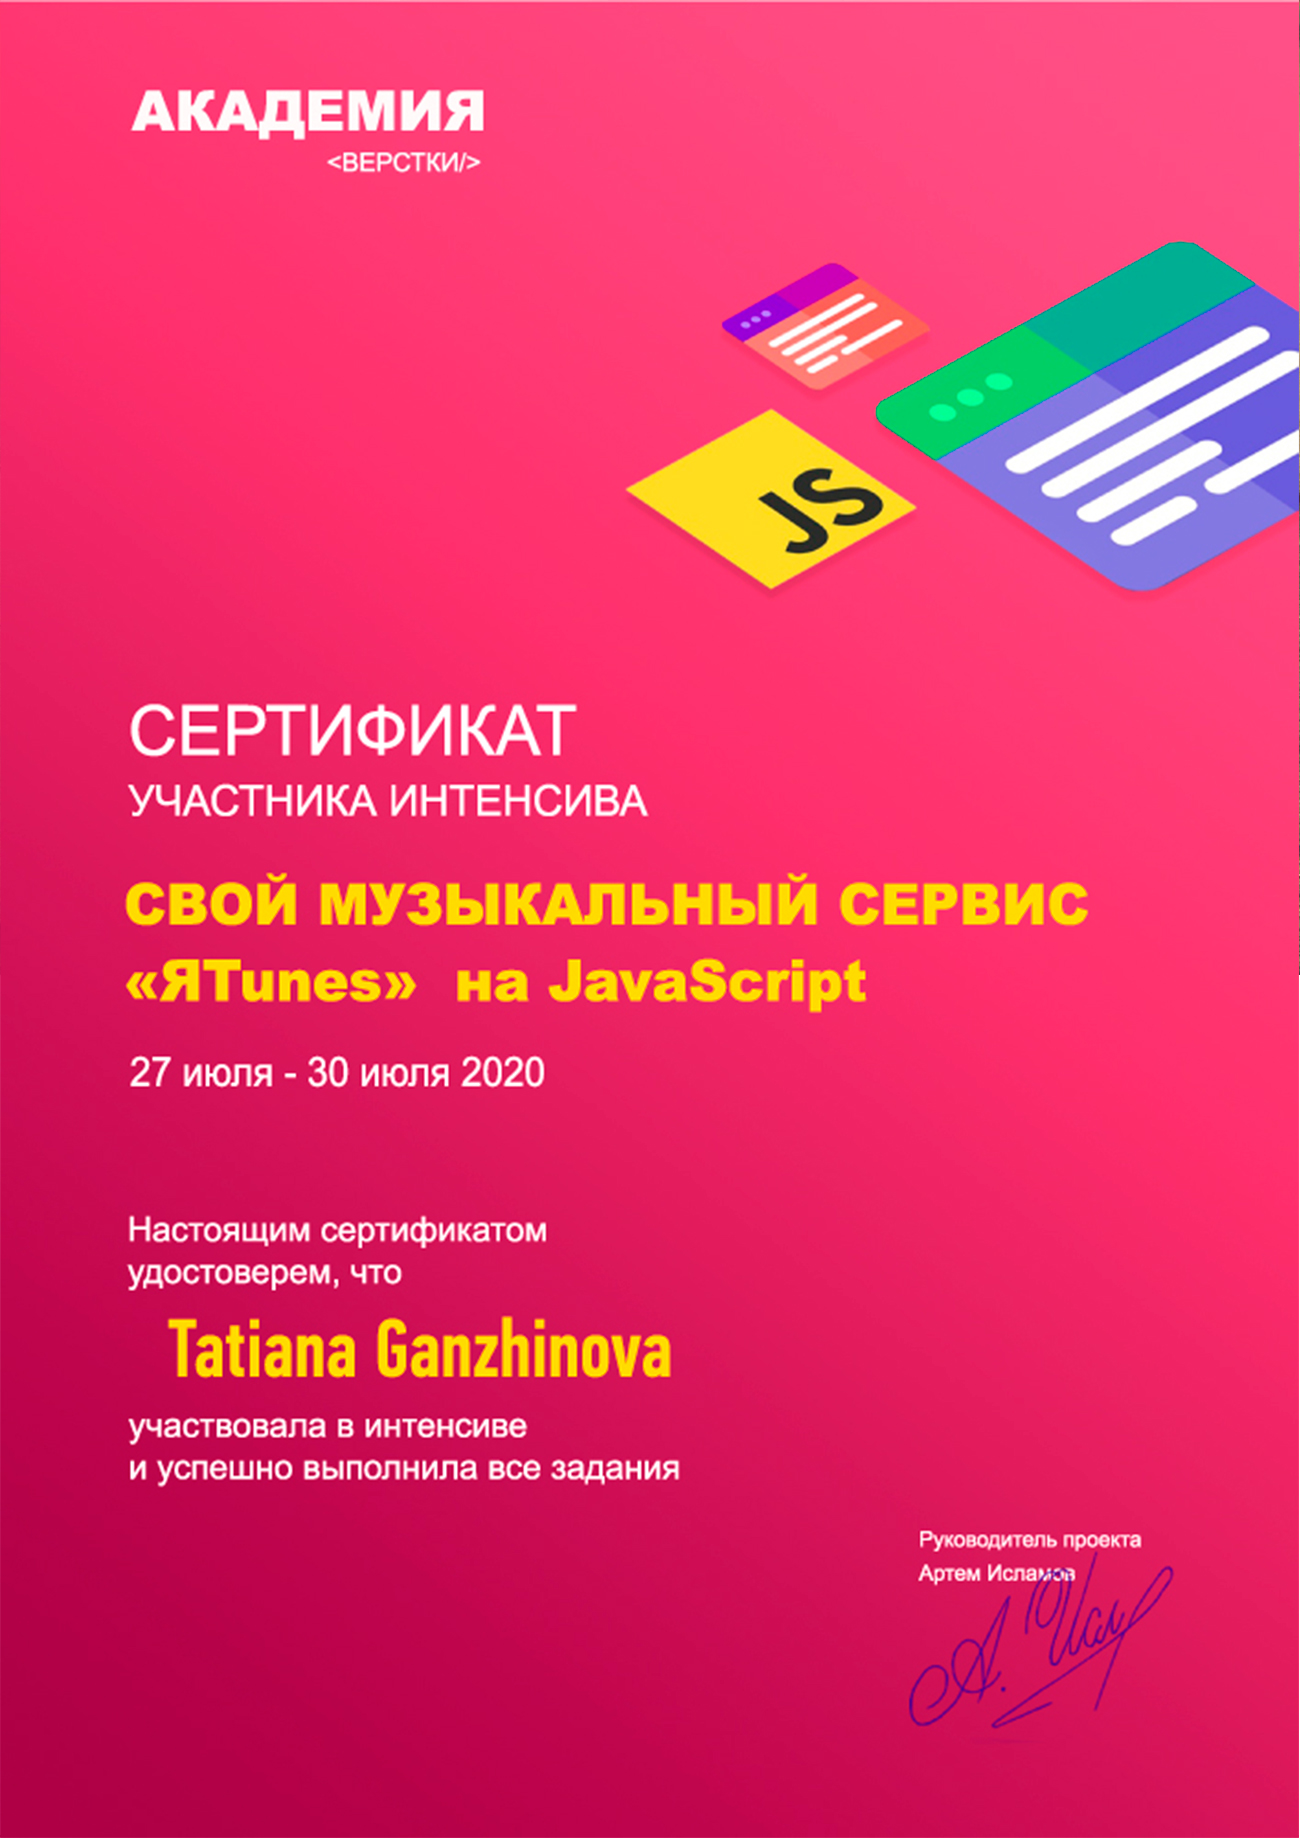 АКАДЕМИЯ
<ВЕРСТКИ/>
JS
СЕРТИФИКАТ
УЧАСТНИКА ИНТЕНСИВА
СВОЙ МУЗЫКАЛЬНЫЙ СЕРВИС
«ЯTunes» на JavaScript
27 июля - 30 июля 2020
Настоящим сертификатом
удостоверем, что
Tatiana Ganzhinova
участвовала в интенсиве
и успешно выполнила все задания
Руководитель проекта
Артем Исламов
А. Исл